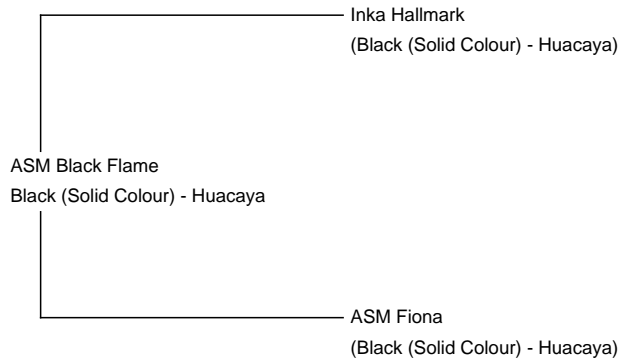 Inka Hallmark
(Black (Solid Colour) - Huacaya)
ASM Black Flame
Black (Solid Colour) - Huacaya
ASM Fiona
(Black (Solid Colour) - Huacaya)